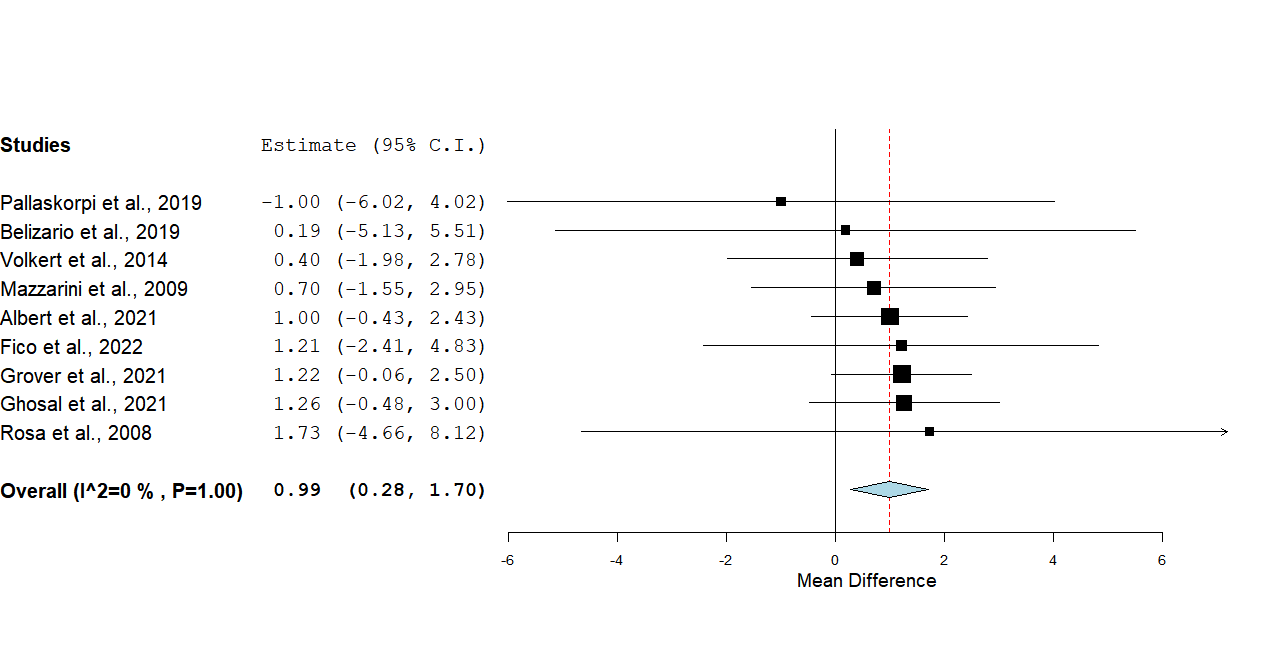 Studies Estimate (95% C.I.)
Pallaskorpi et al., 2019 -1.00 (-6.02, 4.02)
Belizario et al., 2019 0.19 (-5.13, 5.51)
Volkert et al., 2014 0.40 (-1.98, 2.78)
Mazzarini et al., 2009 0.70 (-1.55, 2.95)
Albert et al., 2021 1.00 (-0.43, 2.43)
Fico et al., 2022 1.21 (-2.41, 4.83)
Grover et al., 2021 1.22 (-0.06, 2.50)
Ghosal et al., 2021 1.26 (-0.48, 3.00)
Rosa et al., 2008 1.73 (-4.66, 8.12)
Overall (I^2=0 % , P=1.00) 0.99 (0.28, 1.70)
-6 -4 -2 0 2 4 6
Mean Difference